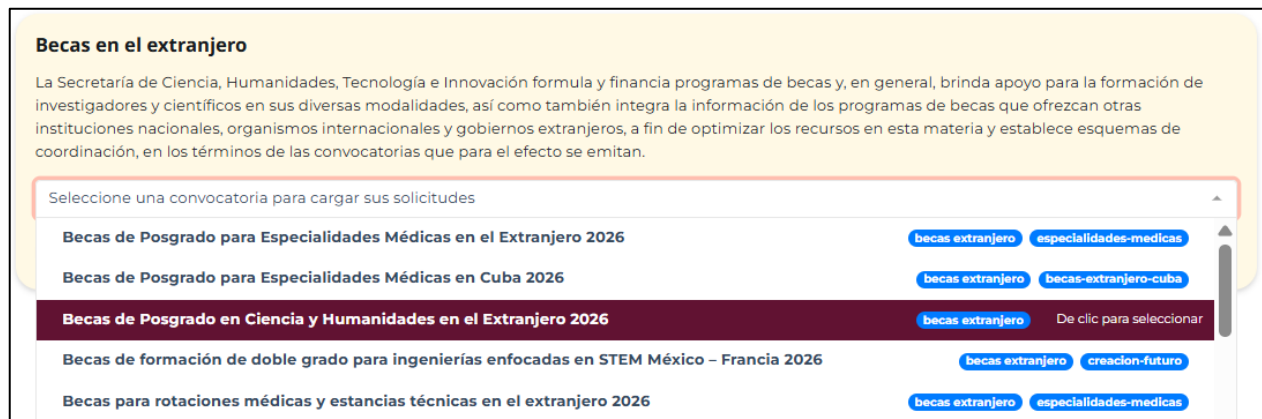 Becas en el extranjero
La Secretaría de Ciencia, Humanidades, Tecnología e Innovación formula y financia programas de becas y, en general, brinda apoyo para la formación de
investigadores y científicos en sus diversas modalidades, así como también integra la información de los programas de becas que ofrezcan otras
instituciones nacionales, organismos internacionales y gobiernos extranjeros, a fin de optimizar los recursos en esta materia y establece esquemas de
coordinación, en los términos de las convocatorias que para el efecto se emitan.
Seleccione una convocatoria para cargar sus solicitudes
Becas de Posgrado para Especialidades Médicas en el Extranjero 2026 becas extranjero especialidades-medicas
Becas de Posgrado para Especialidades Médicas en Cuba 2026 becas extranjero becas-extranjero-cuba
Becas de Posgrado en Ciencia y Humanidades en el Extranjero 2026 becas extranjero De clic para seleccionar
Becas de formación de doble grado para ingenierías enfocadas en STEM México – Francia 2026 becas extranjero creacion-futuro
Becas para rotaciones médicas y estancias técnicas en el extranjero 2026 becas extranjero especialidades-medicas